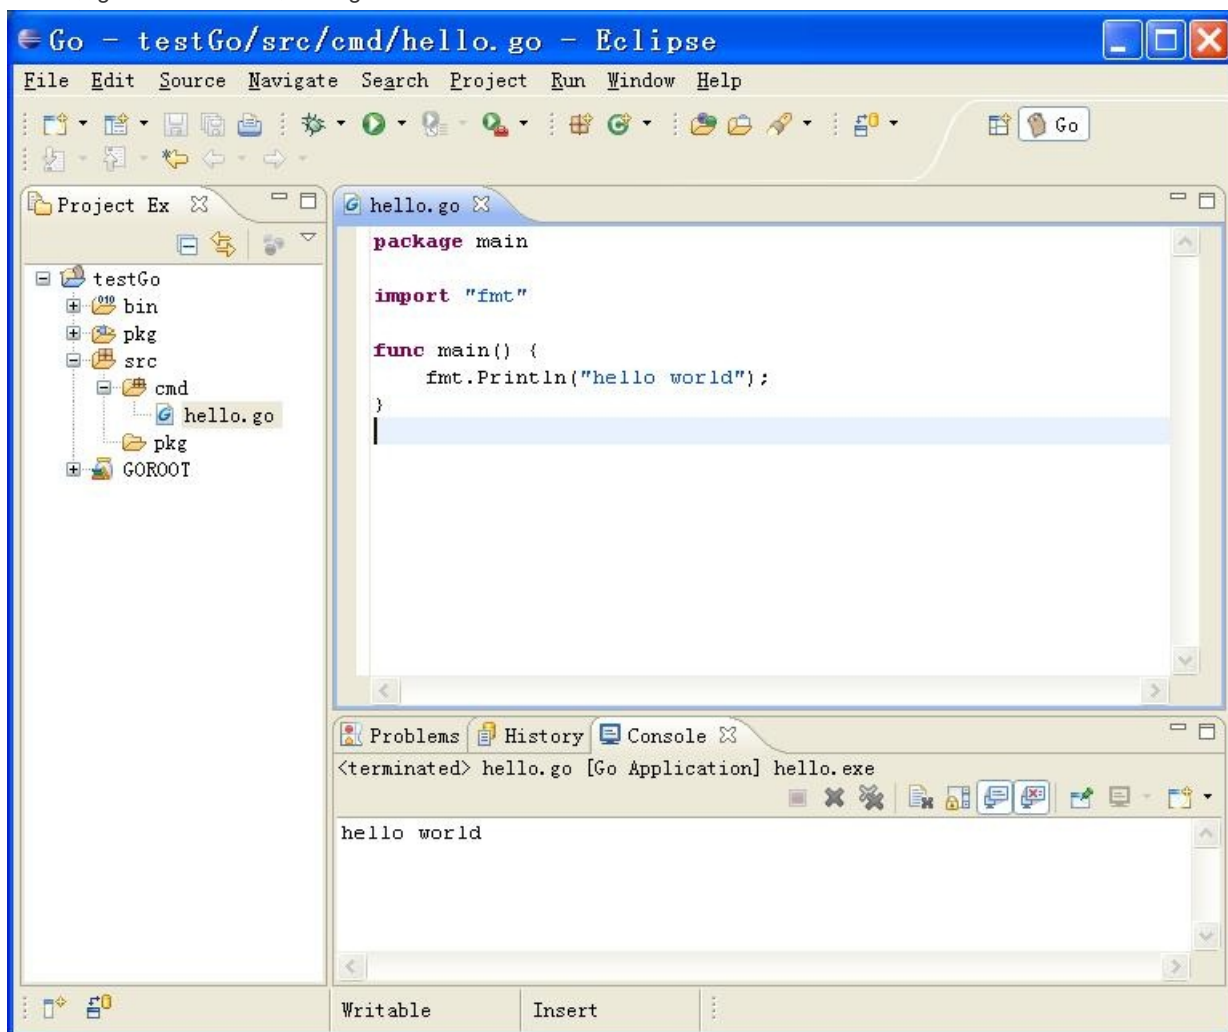 Go - testGo/src/cmd/hello.go - Eclipse
File Edit Source Navigate Search Project Run Window Help
Go
Project Ex
testGo
bin
pkg
src
cmd
hello.go
pkg
GOROOT
hello.go
package main
import "fmt"
func main() {
fmt.Println("hello world");
}
Problems History Console
<terminated> hello.go [Go Application] hello.exe
hello world
Writable Insert